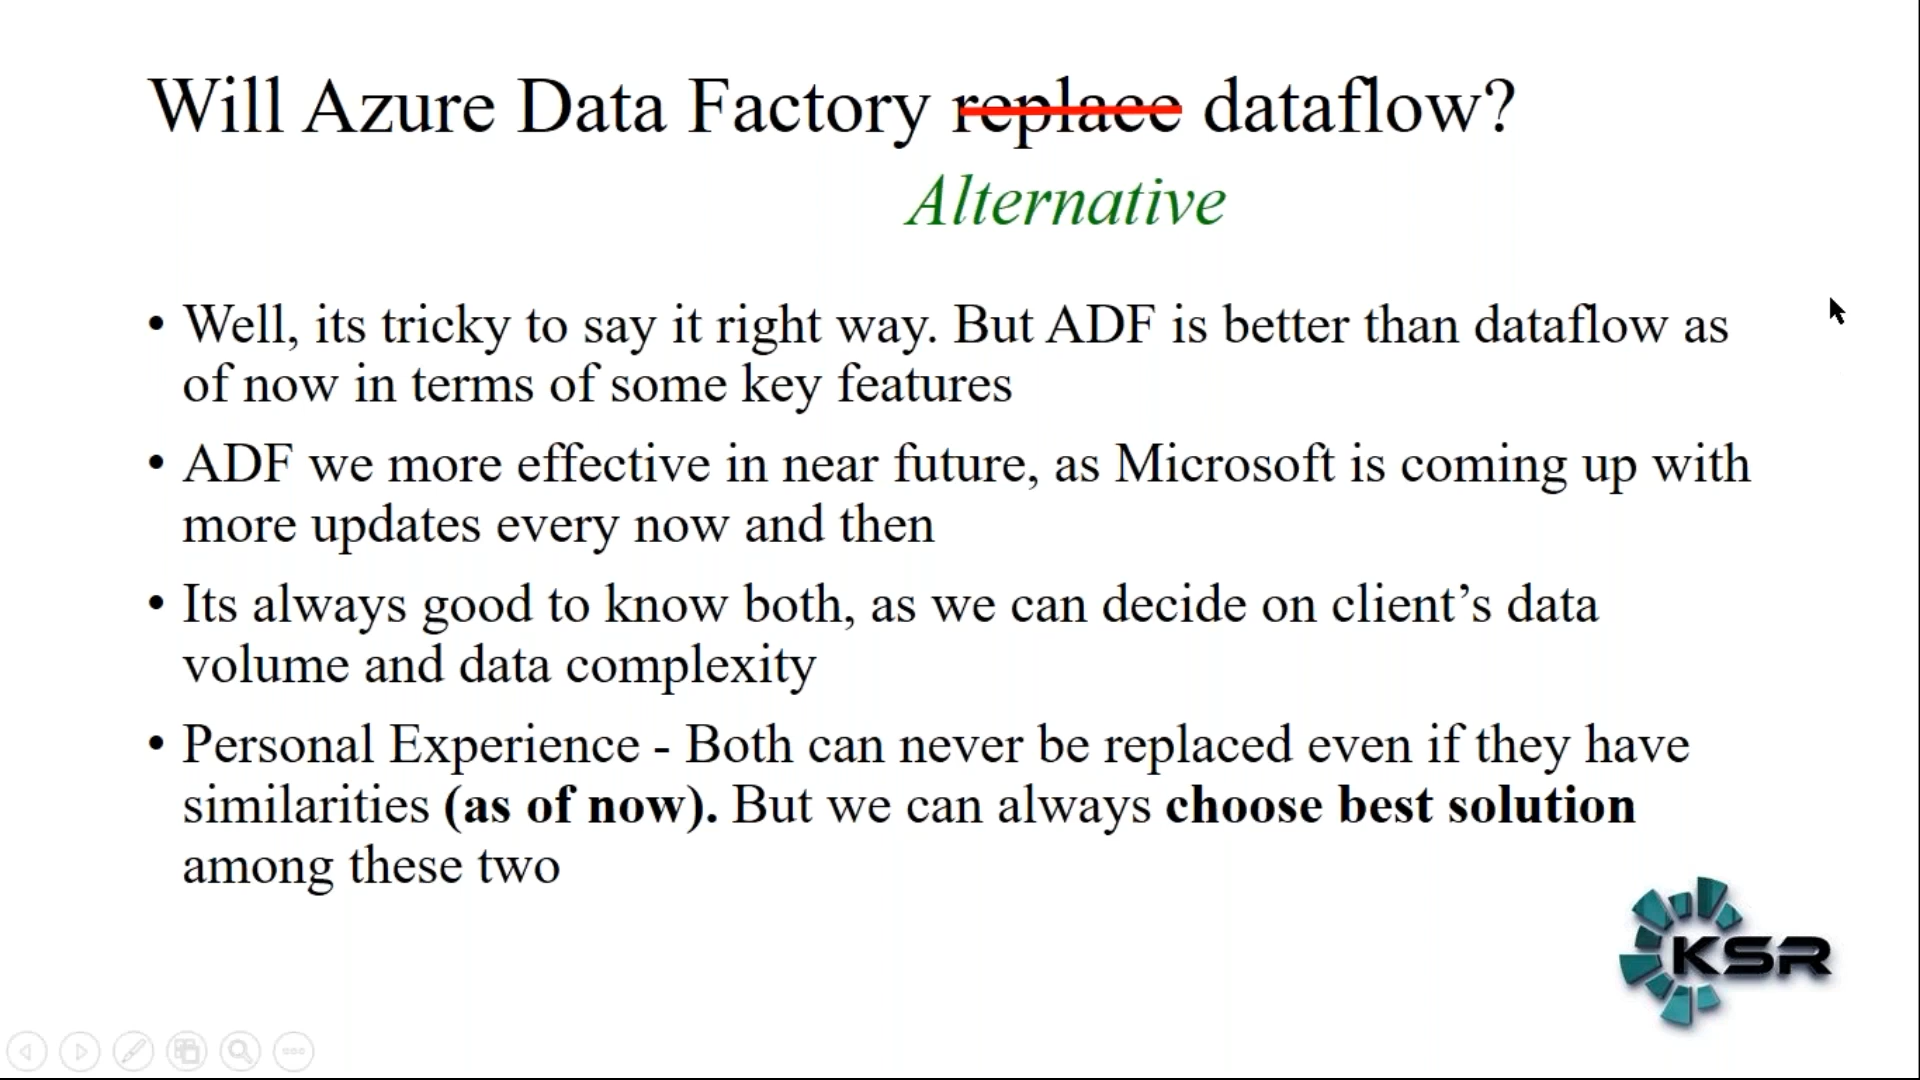 Will Azure Data Factory replace dataflow?
Alternative
• Well, its tricky to say it right way. But ADF is better than dataflow as
of now in terms of some key features
• ADF we more effective in near future, as Microsoft is coming up with
more updates every now and then
• Its always good to know both, as we can decide on client’s data
volume and data complexity
• Personal Experience - Both can never be replaced even if they have
similarities (as of now). But we can always choose best solution
among these two
KSR